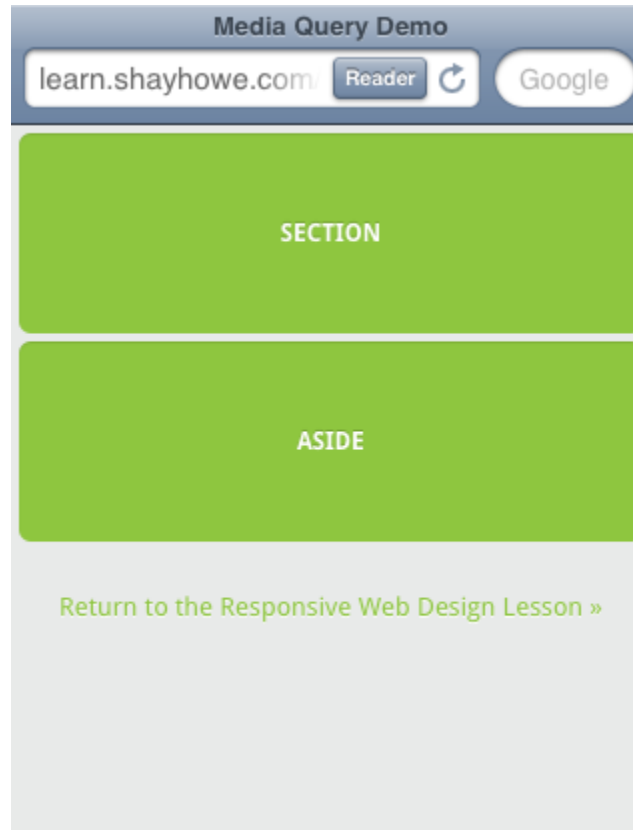 Media Query Demo
learn.shayhowe.com/ Reader Google
SECTION
ASIDE
Return to the Responsive Web Design Lesson »